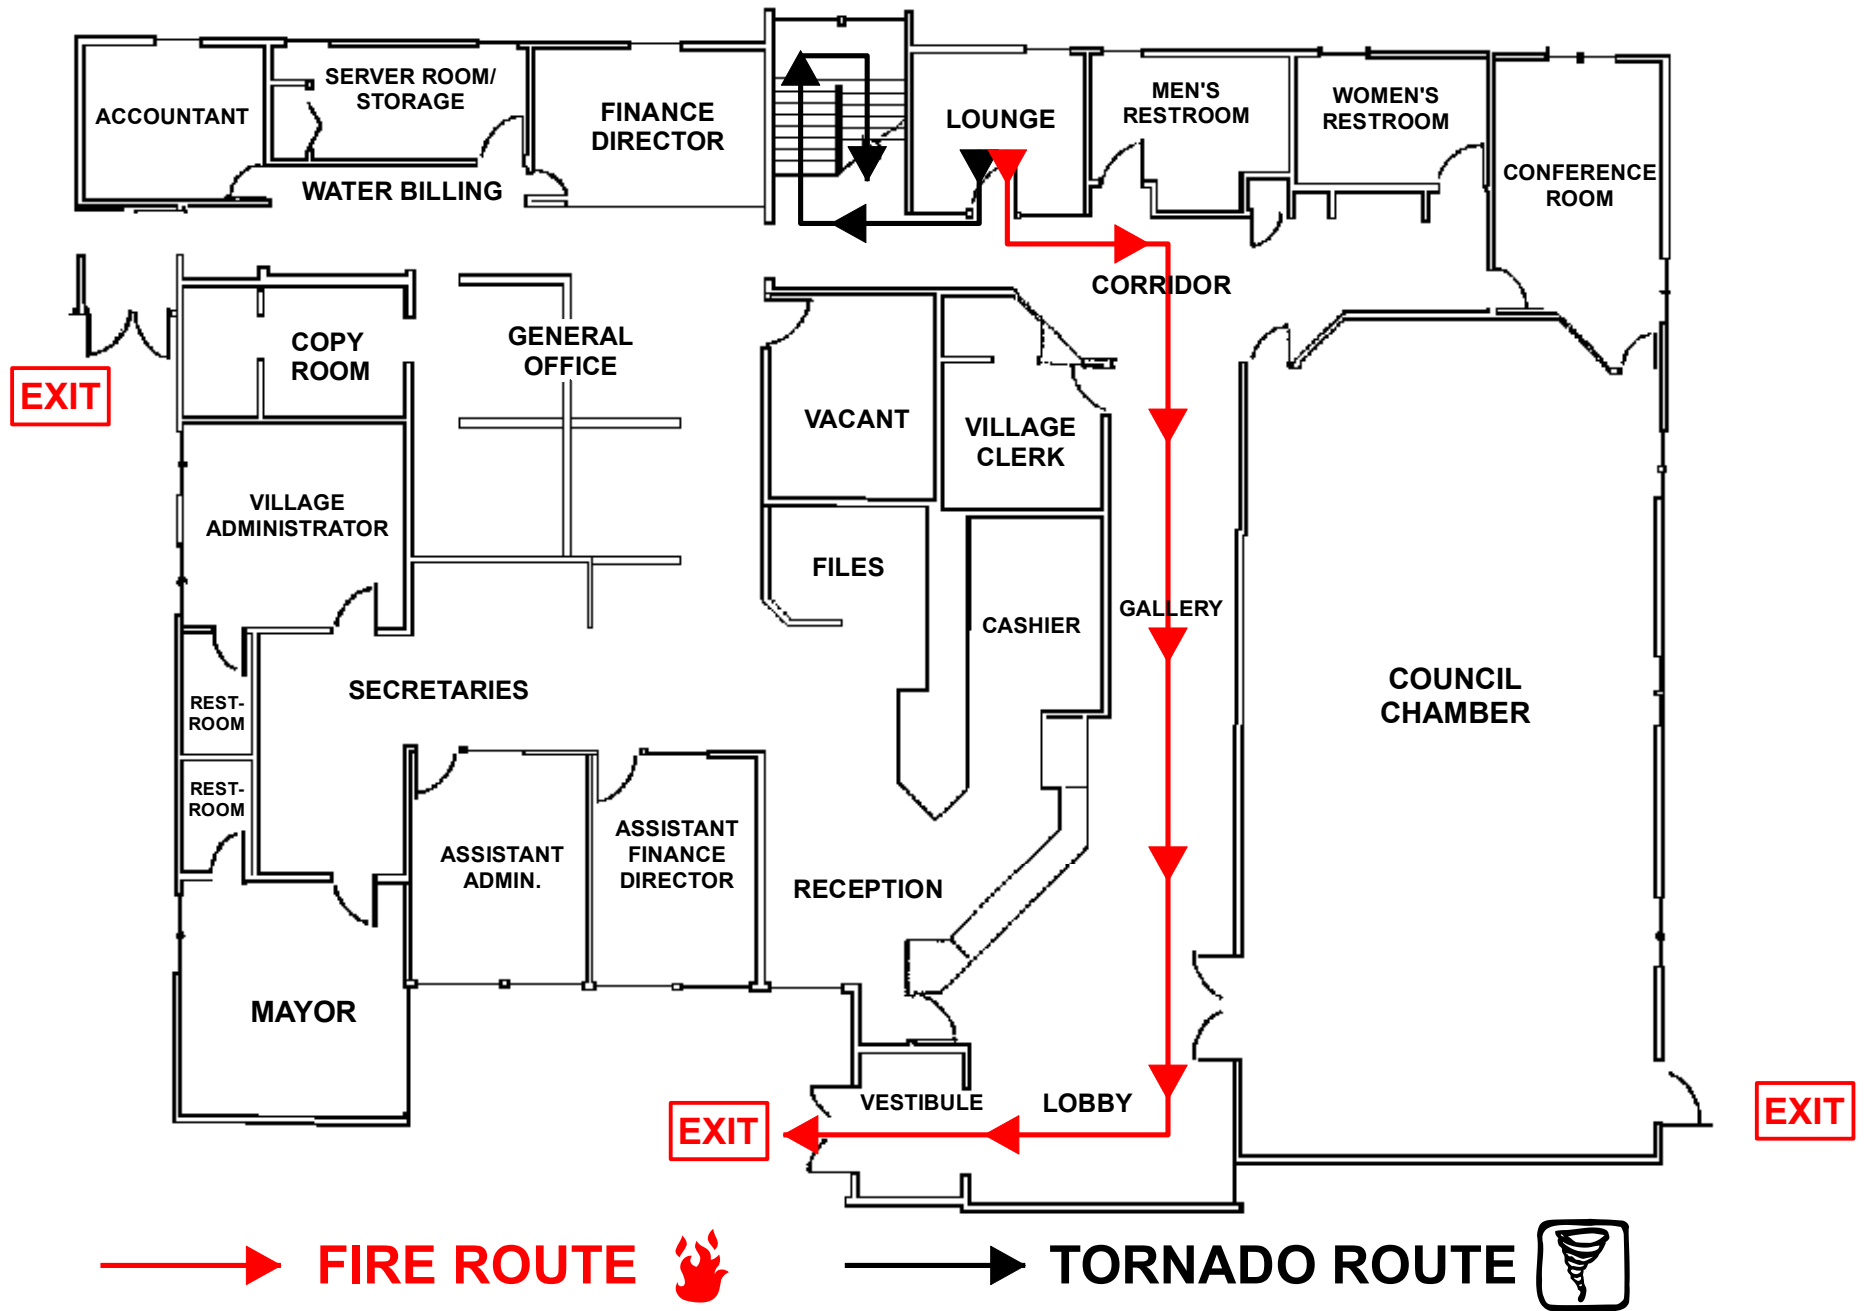 ACCOUNTANT
SERVER ROOM/
STORAGE
FINANCE
DIRECTOR
LOUNGE
MEN'S
RESTROOM
WOMEN'S
RESTROOM
CONFERENCE
ROOM
WATER BILLING
CORRIDOR
EXIT
COPY
ROOM
GENERAL
OFFICE
VACANT
VILLAGE
CLERK
VILLAGE
ADMINISTRATOR
FILES
CASHIER
GALLERY
SECRETARIES
COUNCIL
CHAMBER
REST-
ROOM
REST-
ROOM
ASSISTANT
ADMIN.
ASSISTANT
FINANCE
DIRECTOR
RECEPTION
MAYOR
EXIT
VESTIBULE
LOBBY
EXIT
FIRE ROUTE
TORNADO ROUTE